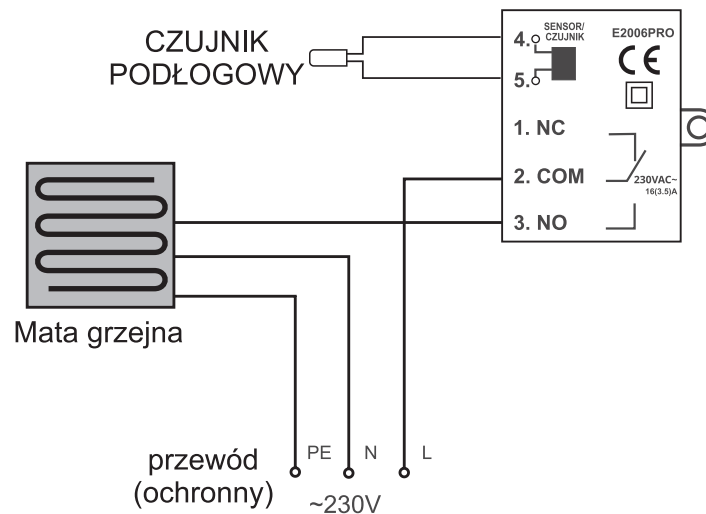 CZUJNIK
PODŁOGOWY
4.
SENSOR/
CZUJNIK
E2006PRO
CE
5.
1. NC
2. COM
230VAC~
16(3.5)A
3. NO
Mata grzejna
przewód
(ochronny)
PE
N
L
~230V